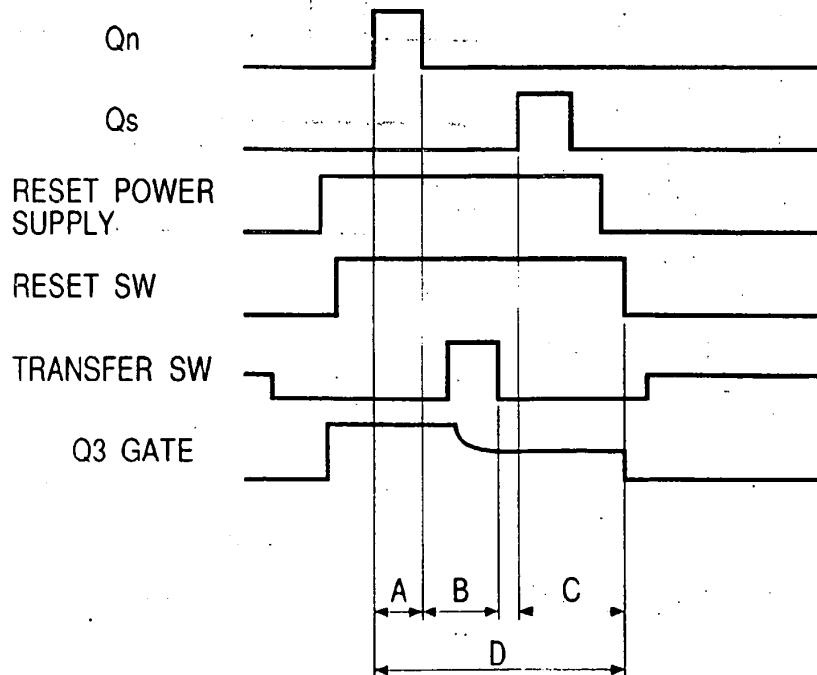 Qn
Qs
RESET POWER
SUPPLY
RESET SW
TRANSFER SW
Q3 GATE
A
B
C
D